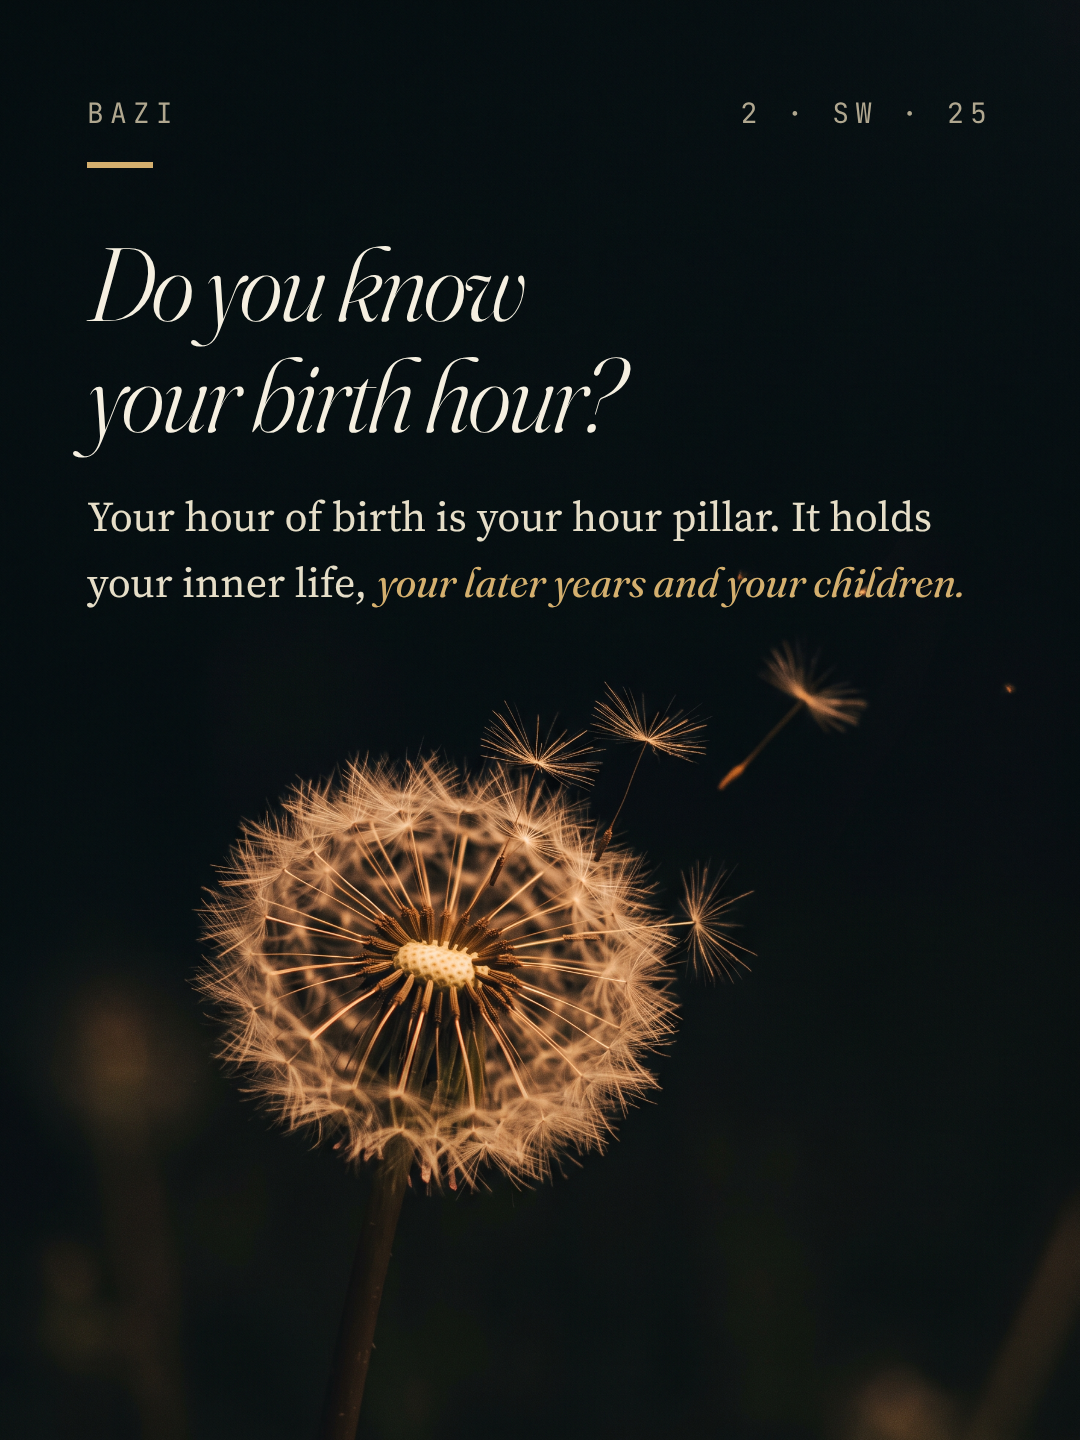 BAZI
2 · SW · 25
Do you know
your birth hour?
Your hour of birth is your hour pillar. It holds
your inner life, your later years and your children.